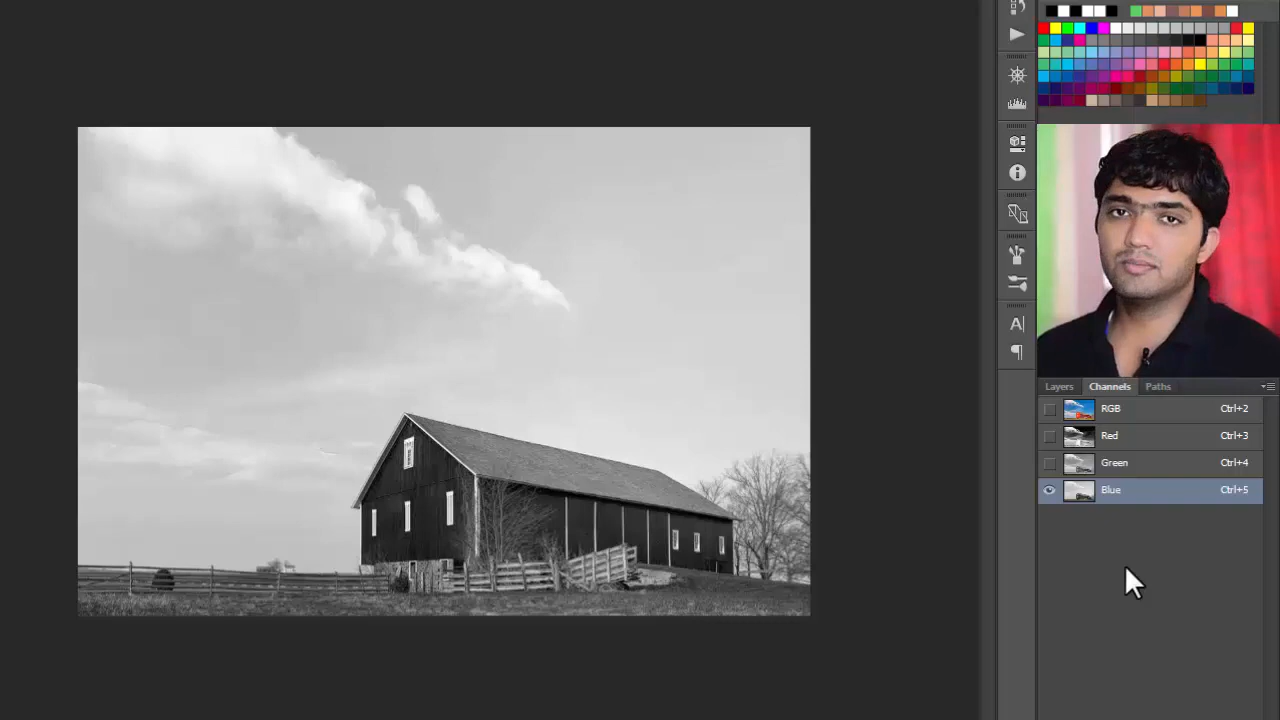 A|
Layers Channels Paths
RGB Ctrl+2
Red Ctrl+3
Green Ctrl+4
Blue Ctrl+5